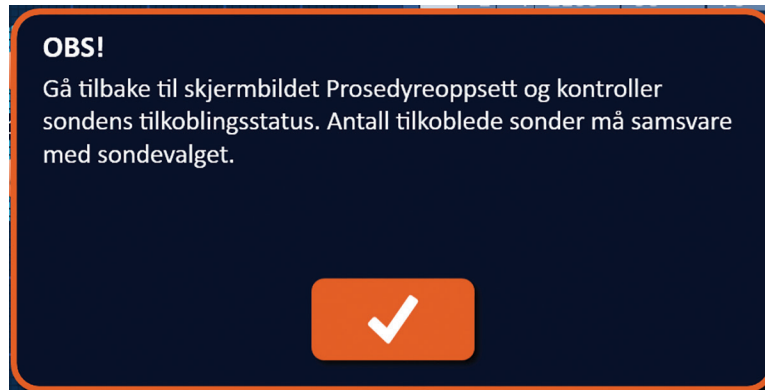 OBS!
Gå tilbake til skjermbildet Prosedyreoppsett og kontroller
sondens tilkoblingsstatus. Antall tilkoblede sonder må samsvare
med sondevalget.